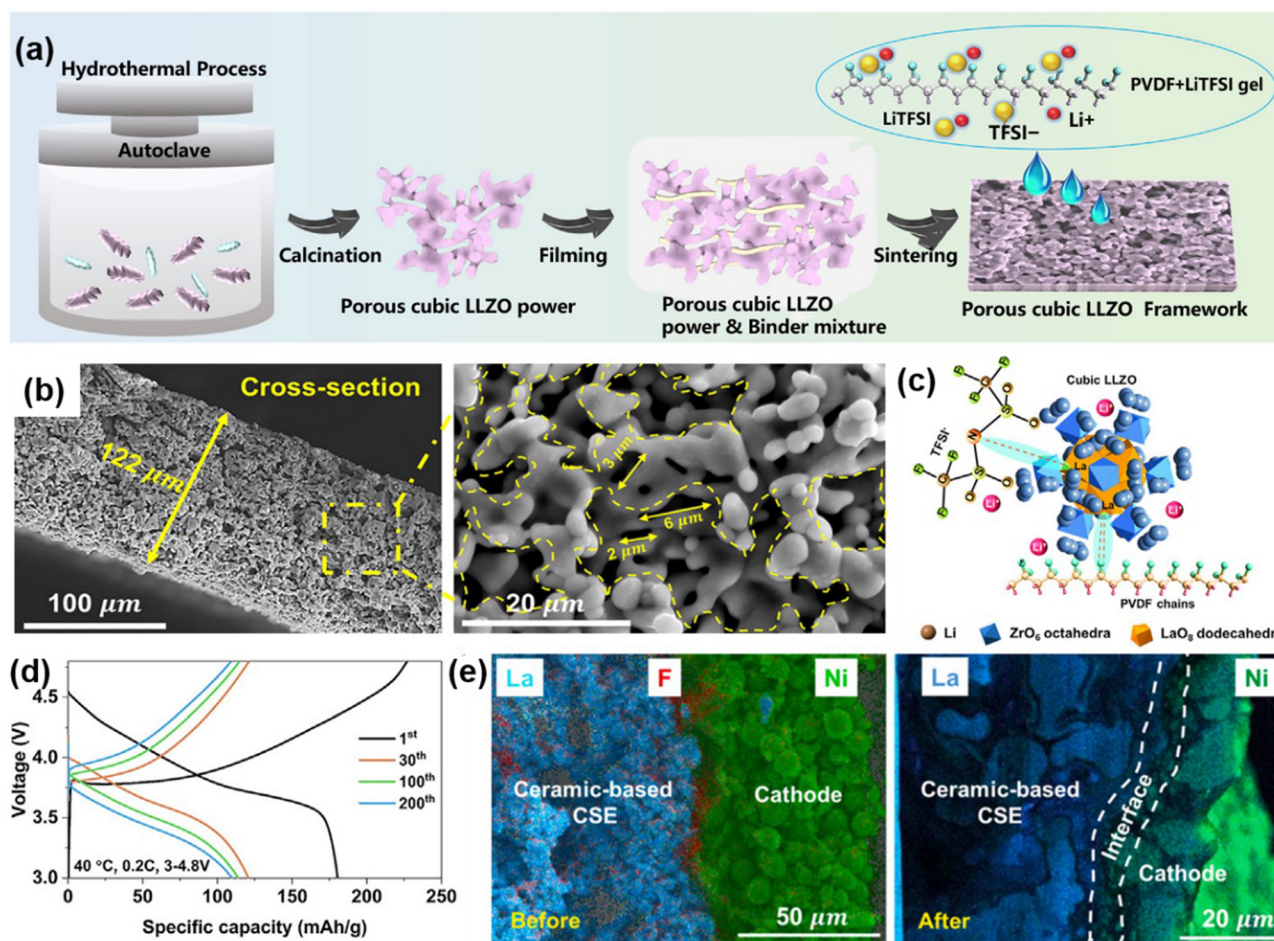 (a)
Hydrothermal Process
Autoclave
Calcination
Porous cubic LLZO power
Filming
Porous cubic LLZO
power & Binder mixture
Sintering
PVDF+LiTFSI gel
LiTFSI
TFSI−
Li+
Porous cubic LLZO Framework
(b)
Cross-section
122 μm
100 μm
3 μm
6 μm
2 μm
20 μm
(c)
Cubic LLZO
TFSI-
F
F
F
C
S
O
O
N
S
O
O
C
F
F
F
La
La
Li+
Li+
Li+
Li+
PVDF chains
Li
ZrO6 octahedra
LaO8 dodecahedr
(d)
Voltage (V)
4.5
4.0
3.5
3.0
1st
30th
100th
200th
40 °C, 0.2C, 3-4.8V
0 50 100 150 200 250
Specific capacity (mAh/g)
(e)
La
F
Ni
Ceramic-based
CSE
Cathode
Before
50 μm
La
Ni
Ceramic-based
CSE
Interface
Cathode
After
20 μm